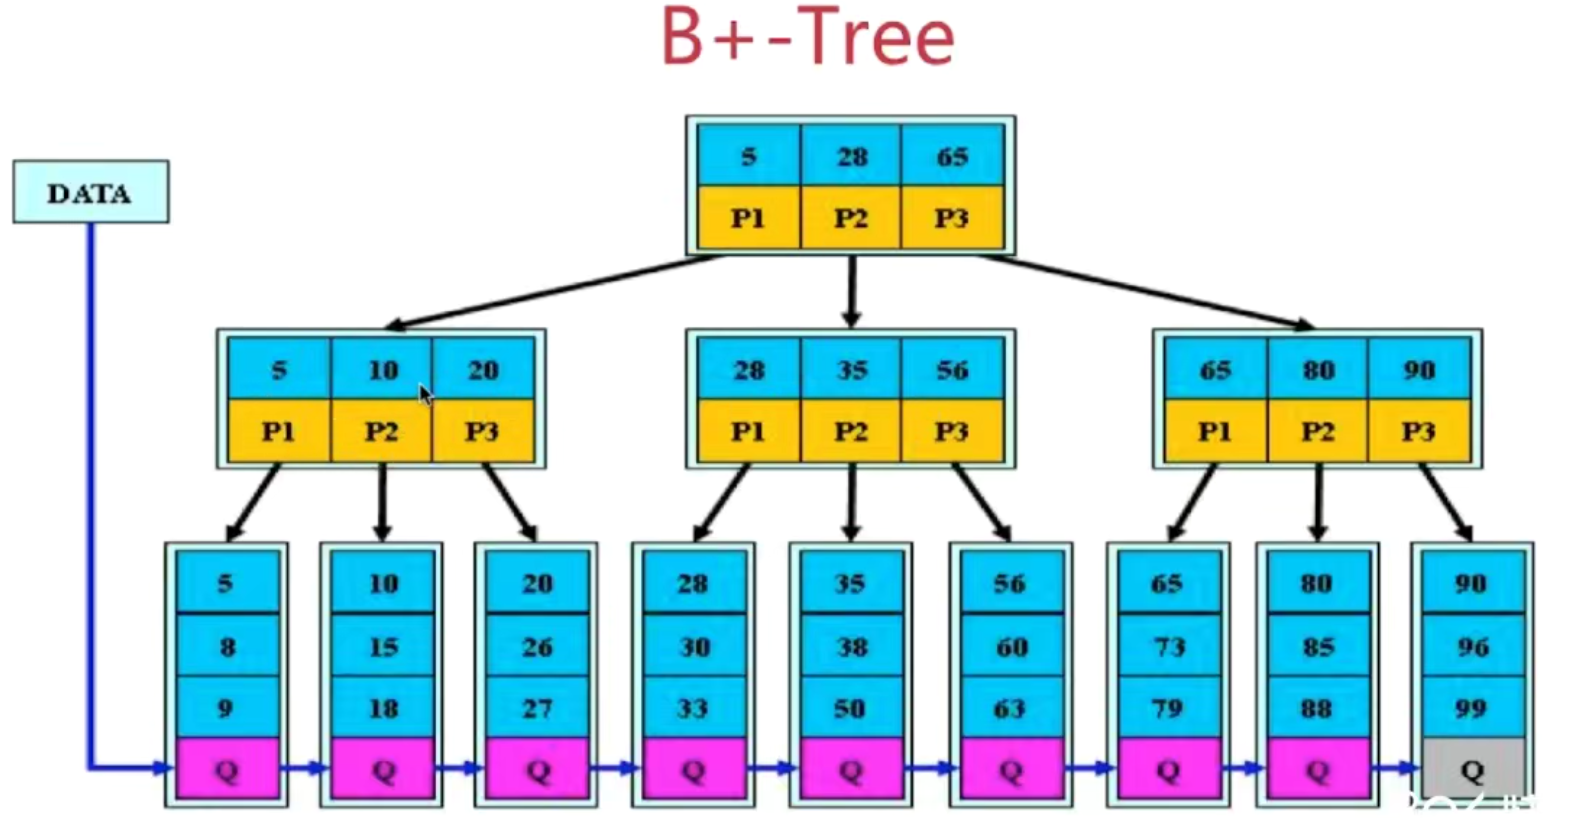 B+-Tree
DATA
5 28 65
P1 P2 P3
5 10 20 28 35 56 65 80 90
P1 P2 P3 P1 P2 P3 P1 P2 P3
5 10 20 28 35 56 65 80 90
8 15 26 30 38 60 73 85 96
9 18 27 33 50 63 79 88 99
Q Q Q Q Q Q Q Q Q